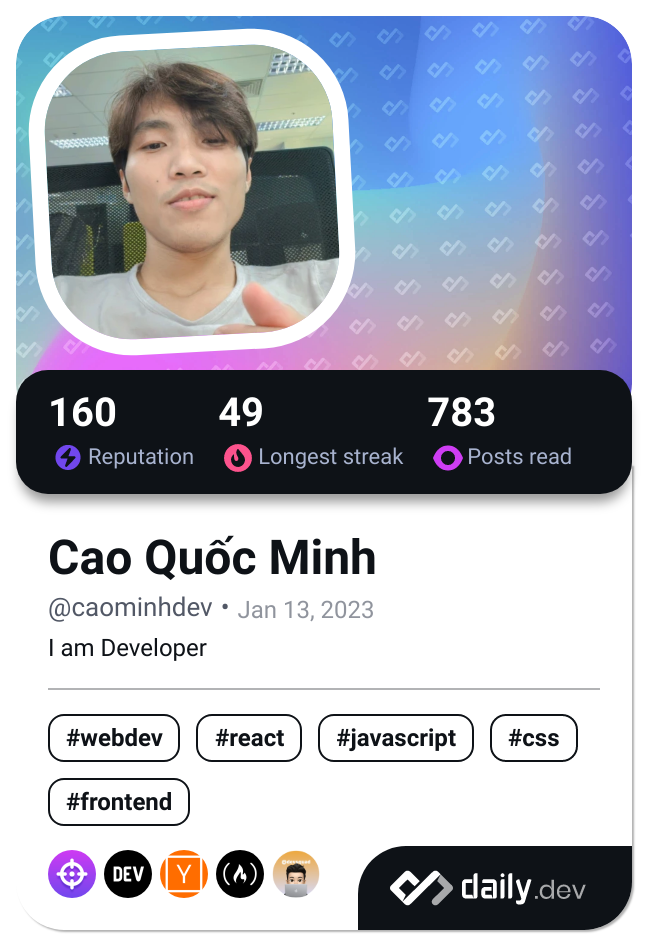 160 49 783
Reputation Longest streak Posts read
Cao Quốc Minh
@caominhdev • Jan 13, 2023
I am Developer
#webdev #react #javascript #css
#frontend
DEV Y
daily.dev